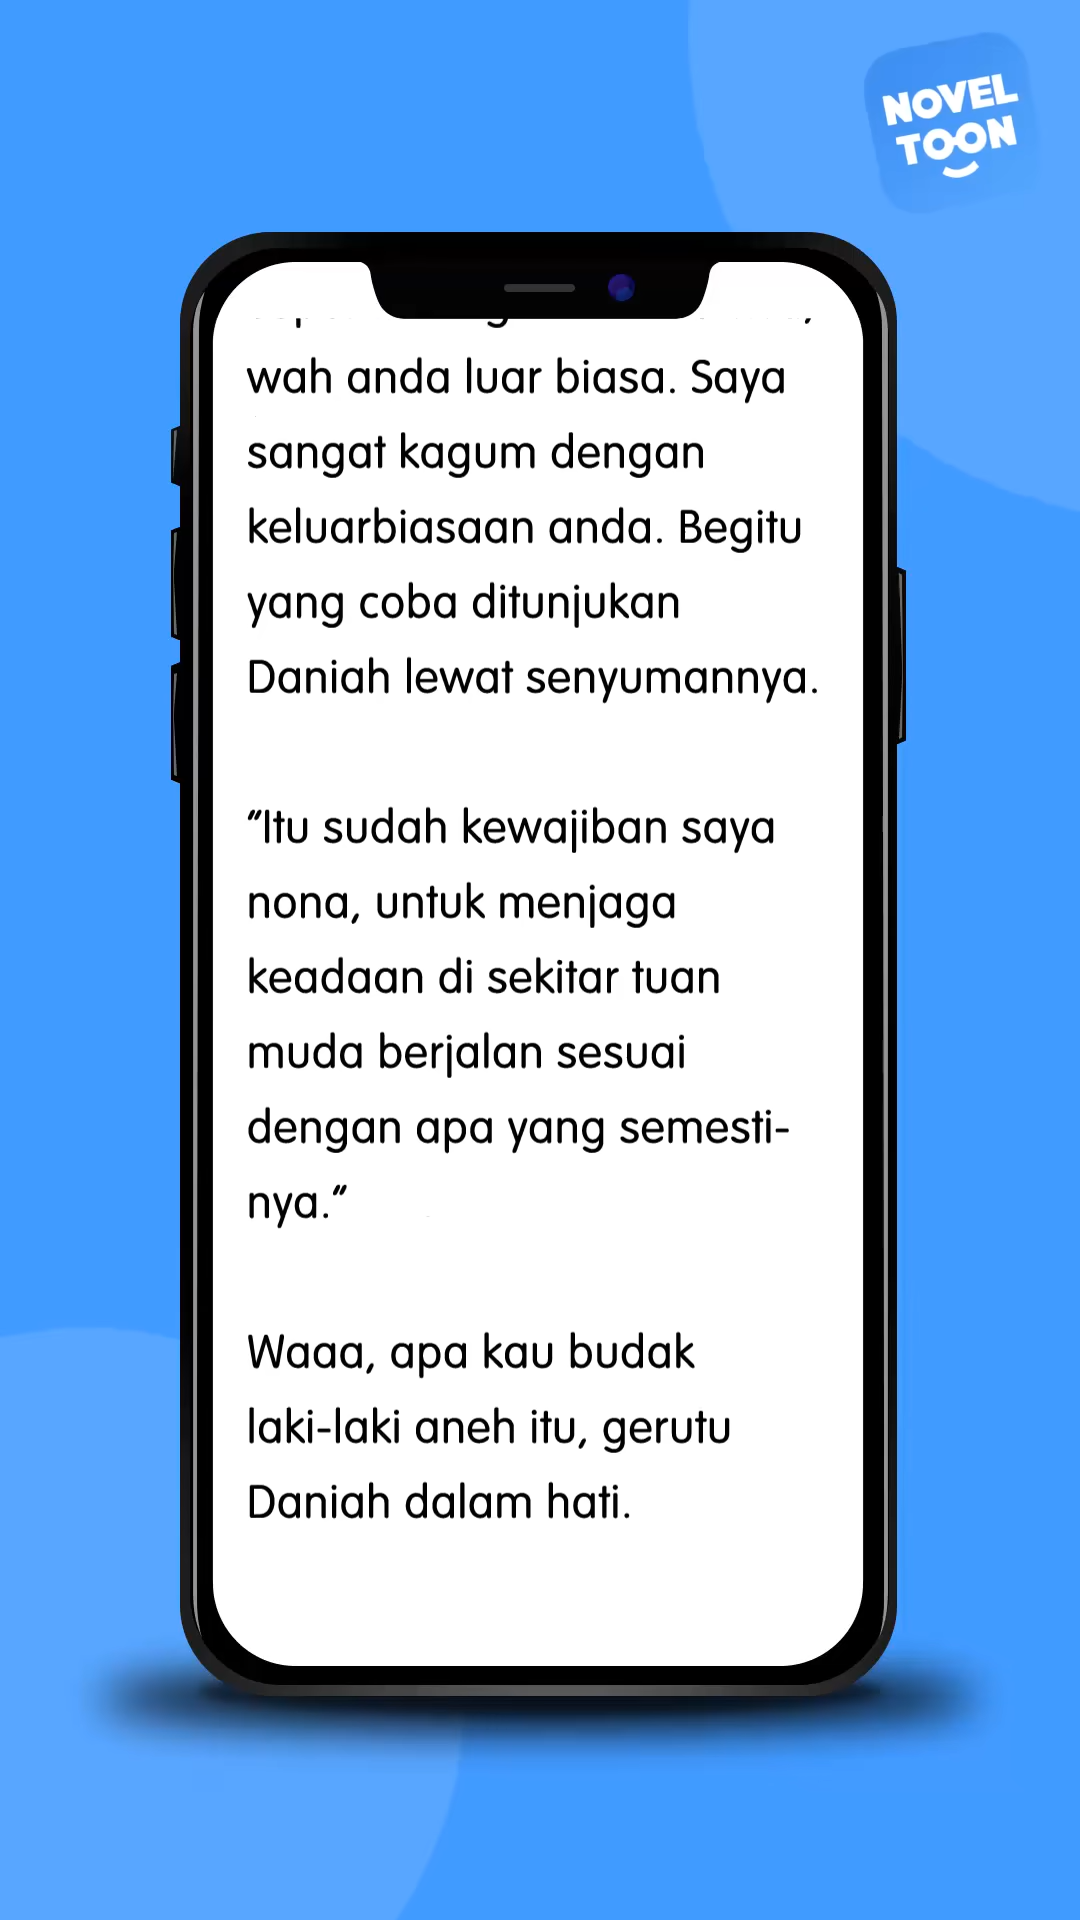 NOVEL
TOON
wah anda luar biasa. Saya
sangat kagum dengan
keluarbiasaan anda. Begitu
yang coba ditunjukan
Daniah lewat senyumannya.
“Itu sudah kewajiban saya
nona, untuk menjaga
keadaan di sekitar tuan
muda berjalan sesuai
dengan apa yang semesti-
nya.”
Waaa, apa kau budak
laki-laki aneh itu, gerutu
Daniah dalam hati.